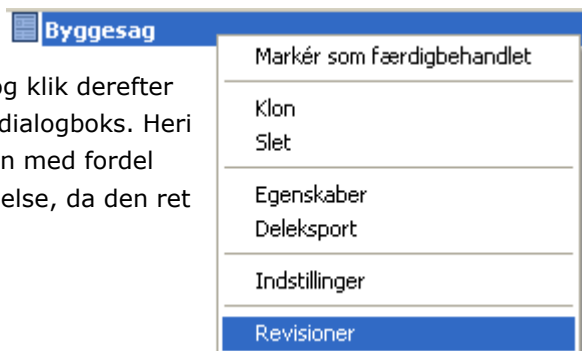 Byggesag
og klik derefter
dialogboks. Heri
n med fordel
else, da den ret
Markér som færdigbehandlet
Klon
Slet
Egenskaber
Deleksport
Indstillinger
Revisioner